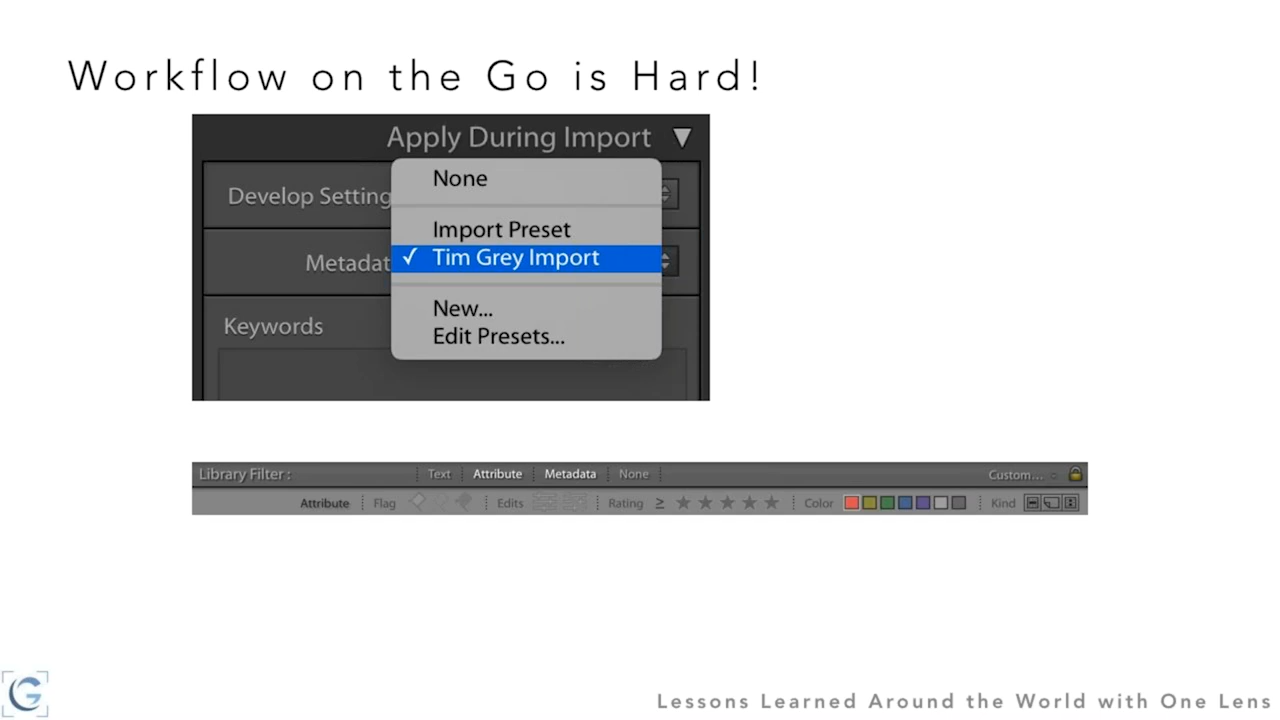 Workflow on the Go is Hard!
Apply During Import
None
Develop Setting
Import Preset
Metadat
✓ Tim Grey Import
New...
Keywords
Edit Presets...
Library Filter :
Text
Attribute
Metadata
None
Custom...
Attribute
Flag
Edits
Rating ≥
Color
Kind
G
Lessons Learned Around the World with One Lens